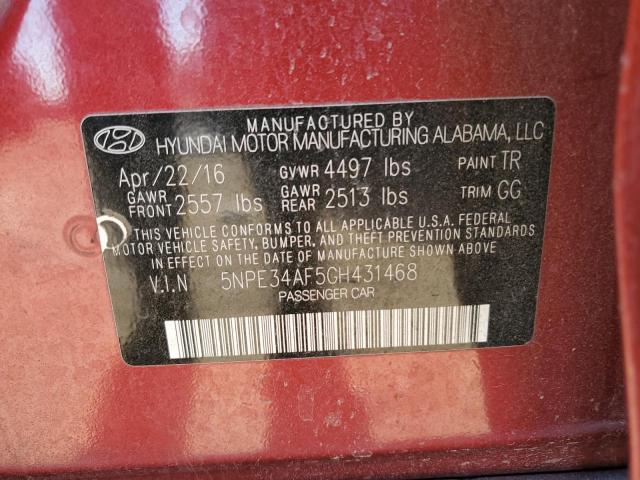 MANUFACTURED BY
HYUNDAI MOTOR MANUFACTURING ALABAMA, LLC
Apr/22/16 GVWR 4497 lbs PAINT TR
GAWR FRONT 2557 lbs GAWR REAR 2513 lbs TRIM GG
THIS VEHICLE CONFORMS TO ALL APPLICABLE U.S.A. FEDERAL
MOTOR VEHICLE SAFETY, BUMPER, AND THEFT PREVENTION STANDARDS
IN EFFECT ON THE DATE OF MANUFACTURE SHOWN ABOVE.
V.I.N 5NPE34AF5GH431468
PASSENGER CAR